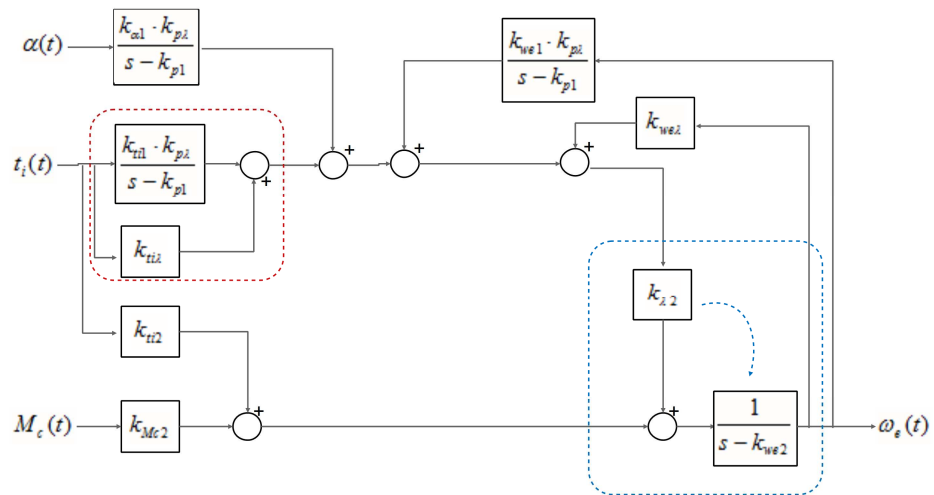 α(t)
k_{α1} · k_{pλ}
s − k_{p1}
k_{we1} · k_{pλ}
s − k_{p1}
+
+
k_{weλ}
+
t_i(t)
k_{ti1} · k_{pλ}
s − k_{p1}
+
k_{tiλ}
k_{λ2}
k_{ti2}
+
+
M_c(t)
k_{Mc2}
1
s − k_{we2}
ω_e(t)